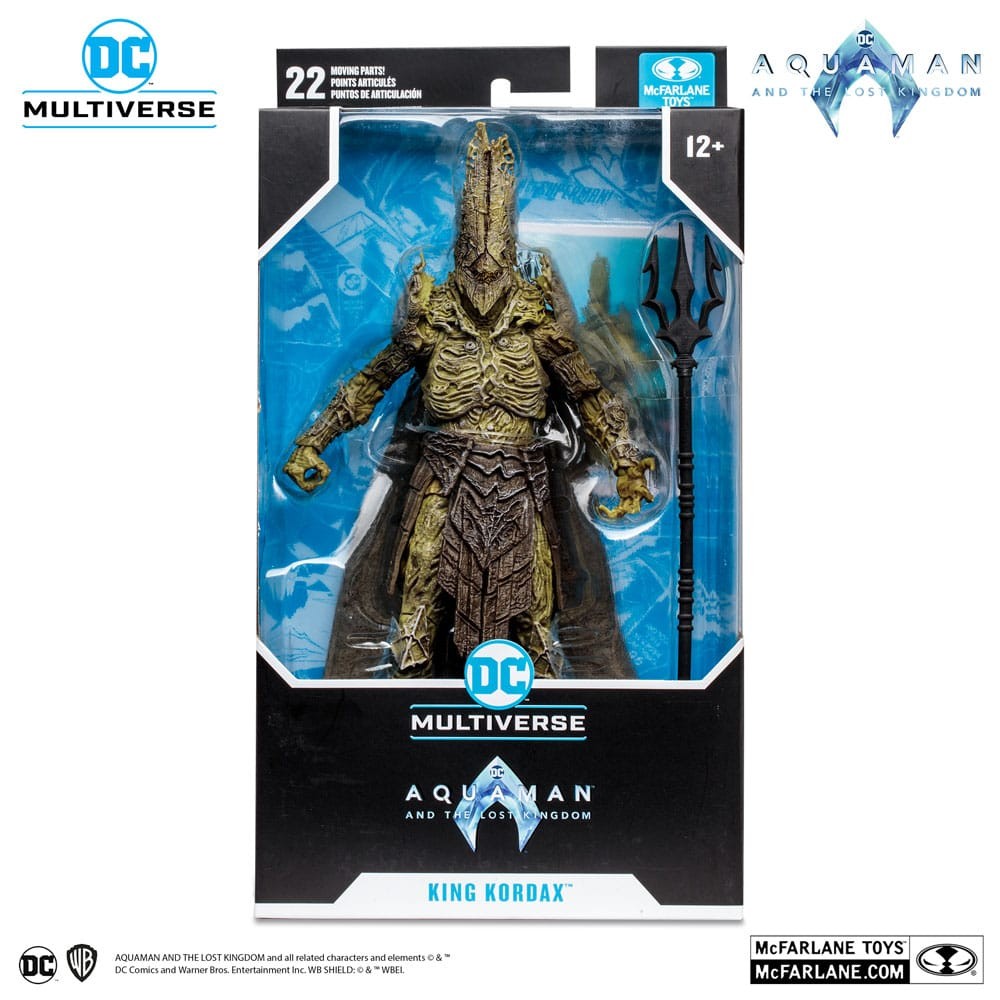 DC
MULTIVERSE
DC
AQUAMAN
AND THE LOST KINGDOM
22 MOVING PARTS!
POINTS ARTICULÉS
PUNTOS DE ARTICULACIÓN
McFARLANE
TOYS™
12+
DC
MULTIVERSE
DC
AQUAMAN
AND THE LOST KINGDOM
KING KORDAX™
DC
WB
AQUAMAN AND THE LOST KINGDOM and all related characters and elements © & ™
DC Comics and Warner Bros. Entertainment Inc. WB SHIELD: © & ™ WBEI.
McFARLANE TOYS
McFARLANE.COM